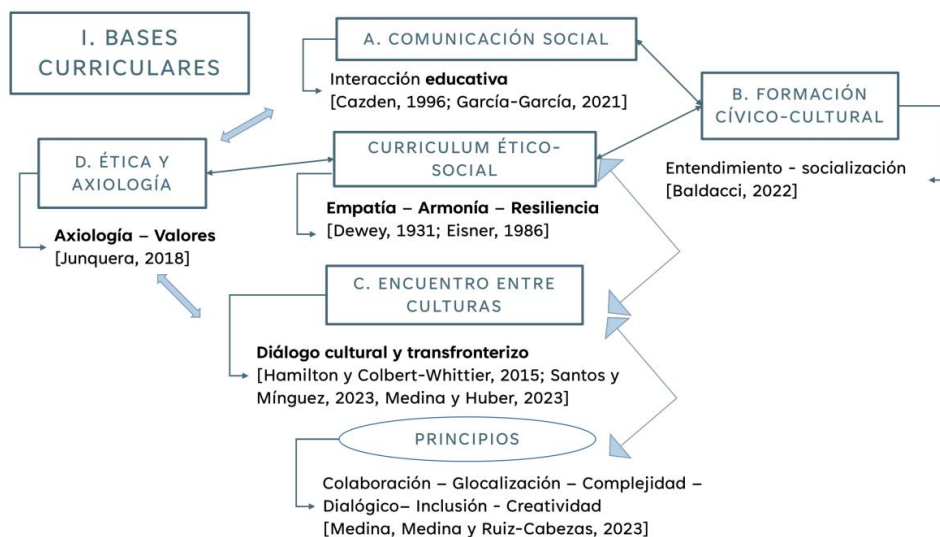 I. BASES
CURRICULARES
A. COMUNICACIÓN SOCIAL
Interacción educativa
[Cazden, 1996; García-García, 2021]
B. FORMACIÓN
CÍVICO-CULTURAL
Entendimiento - socialización
[Baldacci, 2022]
D. ÉTICA Y
AXIOLOGÍA
Axiología – Valores
[Junquera, 2018]
CURRICULUM ÉTICO-
SOCIAL
Empatía – Armonía – Resiliencia
[Dewey, 1931; Eisner, 1986]
C. ENCUENTRO ENTRE
CULTURAS
Diálogo cultural y transfronterizo
[Hamilton y Colbert-Whittier, 2015; Santos y
Mínguez, 2023, Medina y Huber, 2023]
PRINCIPIOS
Colaboración – Glocalización – Complejidad –
Dialógico– Inclusión - Creatividad
[Medina, Medina y Ruiz-Cabezas, 2023]